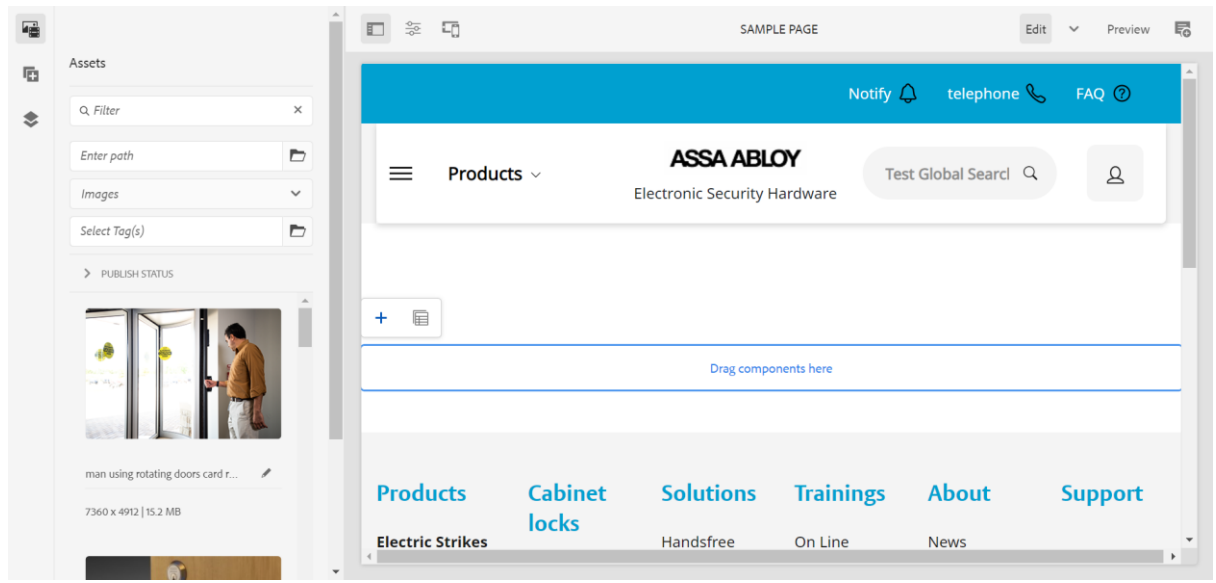 SAMPLE PAGE
Edit
Preview
Assets
Filter
Enter path
Images
Select Tag(s)
PUBLISH STATUS
man using rotating doors card r...
7360 x 4912 | 15.2 MB
Notify
telephone
FAQ
Products
ASSA ABLOY
Electronic Security Hardware
Test Global Searcl
Drag components here
Products
Cabinet
locks
Solutions
Trainings
About
Support
Electric Strikes
Handsfree
On Line
News